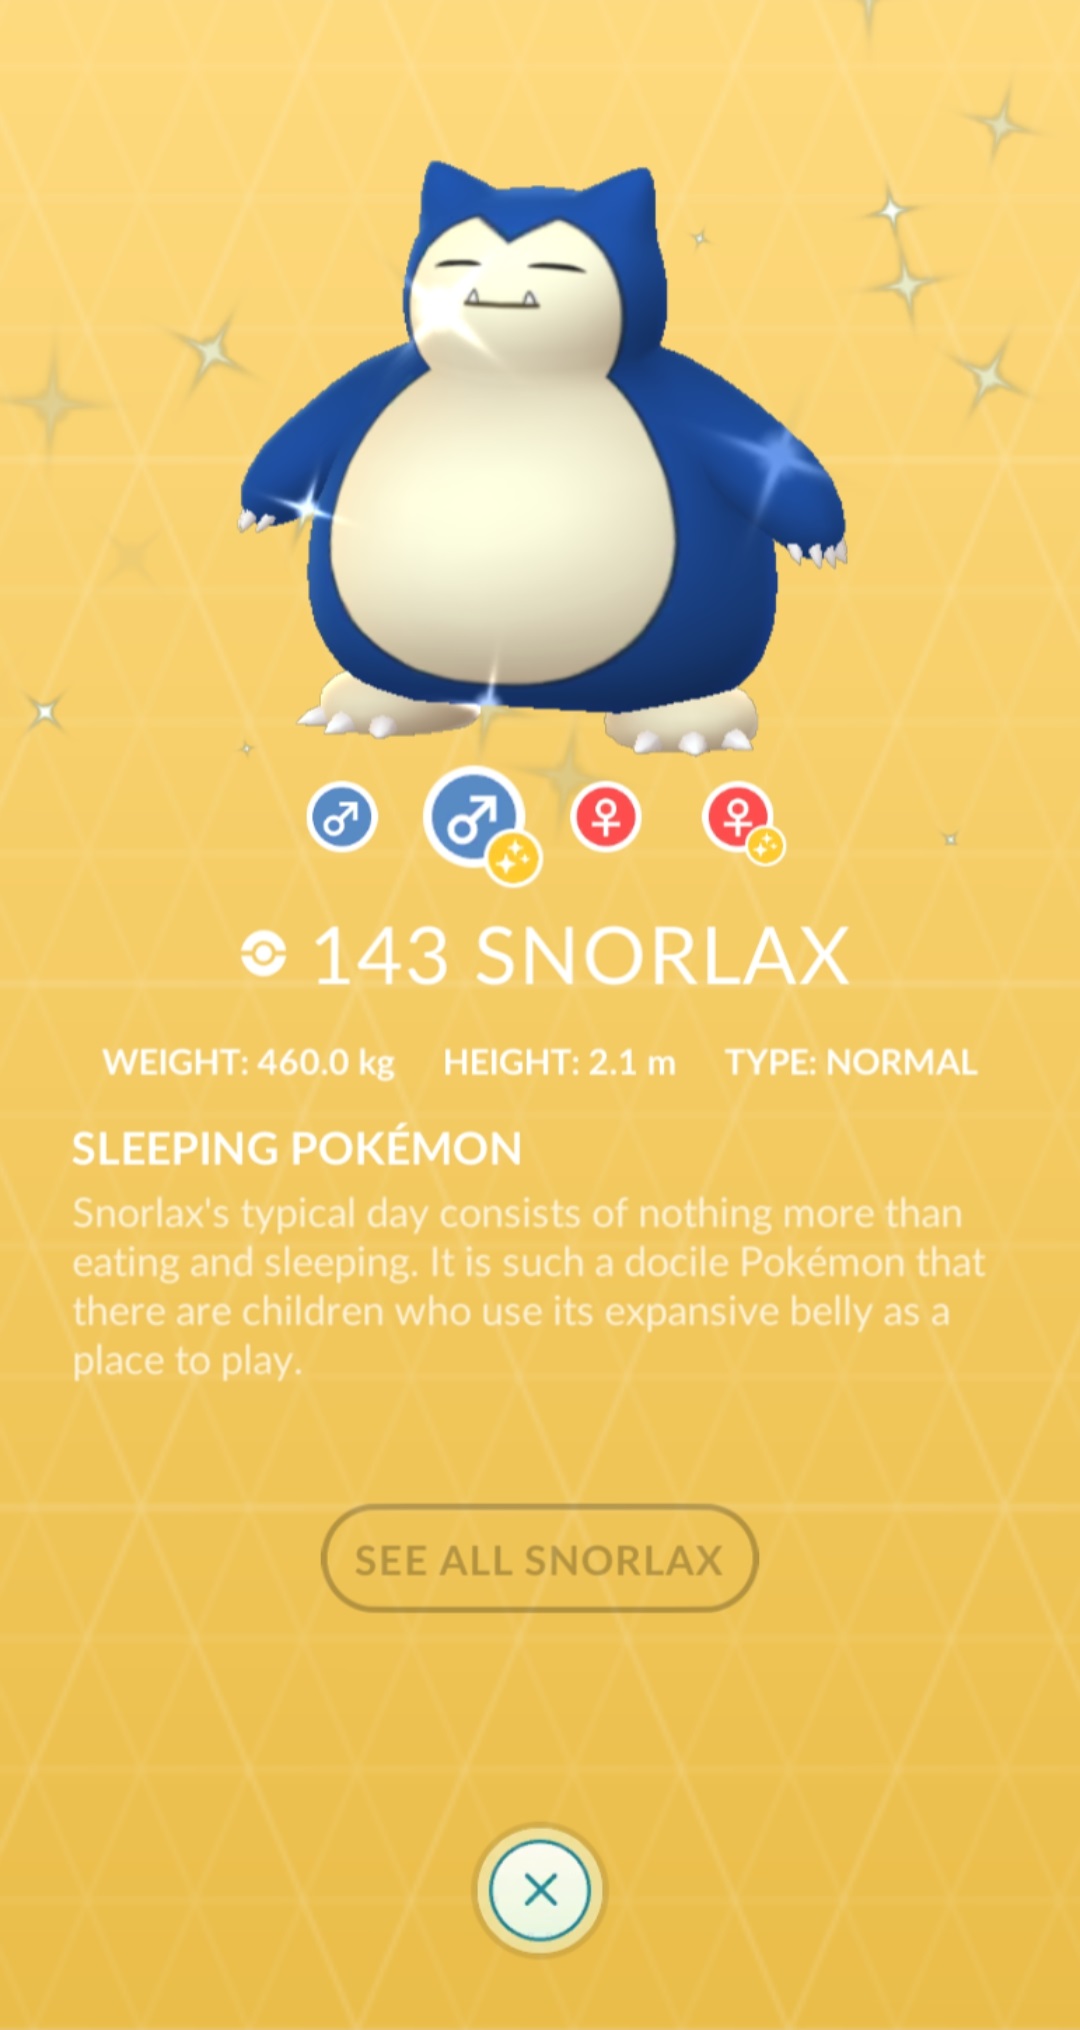 143 SNORLAX
WEIGHT: 460.0 kg HEIGHT: 2.1 m TYPE: NORMAL
SLEEPING POKÉMON
Snorlax's typical day consists of nothing more than
eating and sleeping. It is such a docile Pokémon that
there are children who use its expansive belly as a
place to play.
SEE ALL SNORLAX